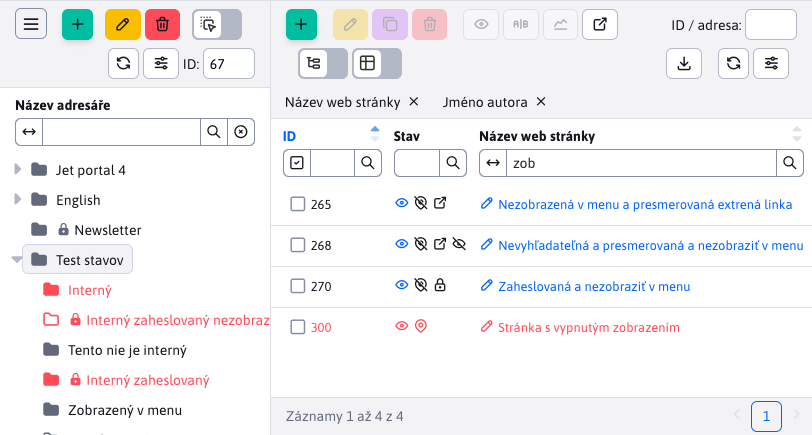 ID: 67
ID / adresa:
Název adresáře
Jet portal 4
English
Newsletter
Test stavov
Interný
Interný zaheslovaný nezobraz
Tento nie je interný
Interný zaheslovaný
Zobrazený v menu
A|B
Název web stránky × Jméno autora ×
ID Stav Název web stránky
zob
265 Nezobrazená v menu a presmerovaná extrená linka
268 Nevyhľadateľná a presmerovaná a nezobraziť v menu
270 Zaheslovaná a nezobraziť v menu
300 Stránka s vypnutým zobrazením
Záznamy 1 až 4 z 4
1